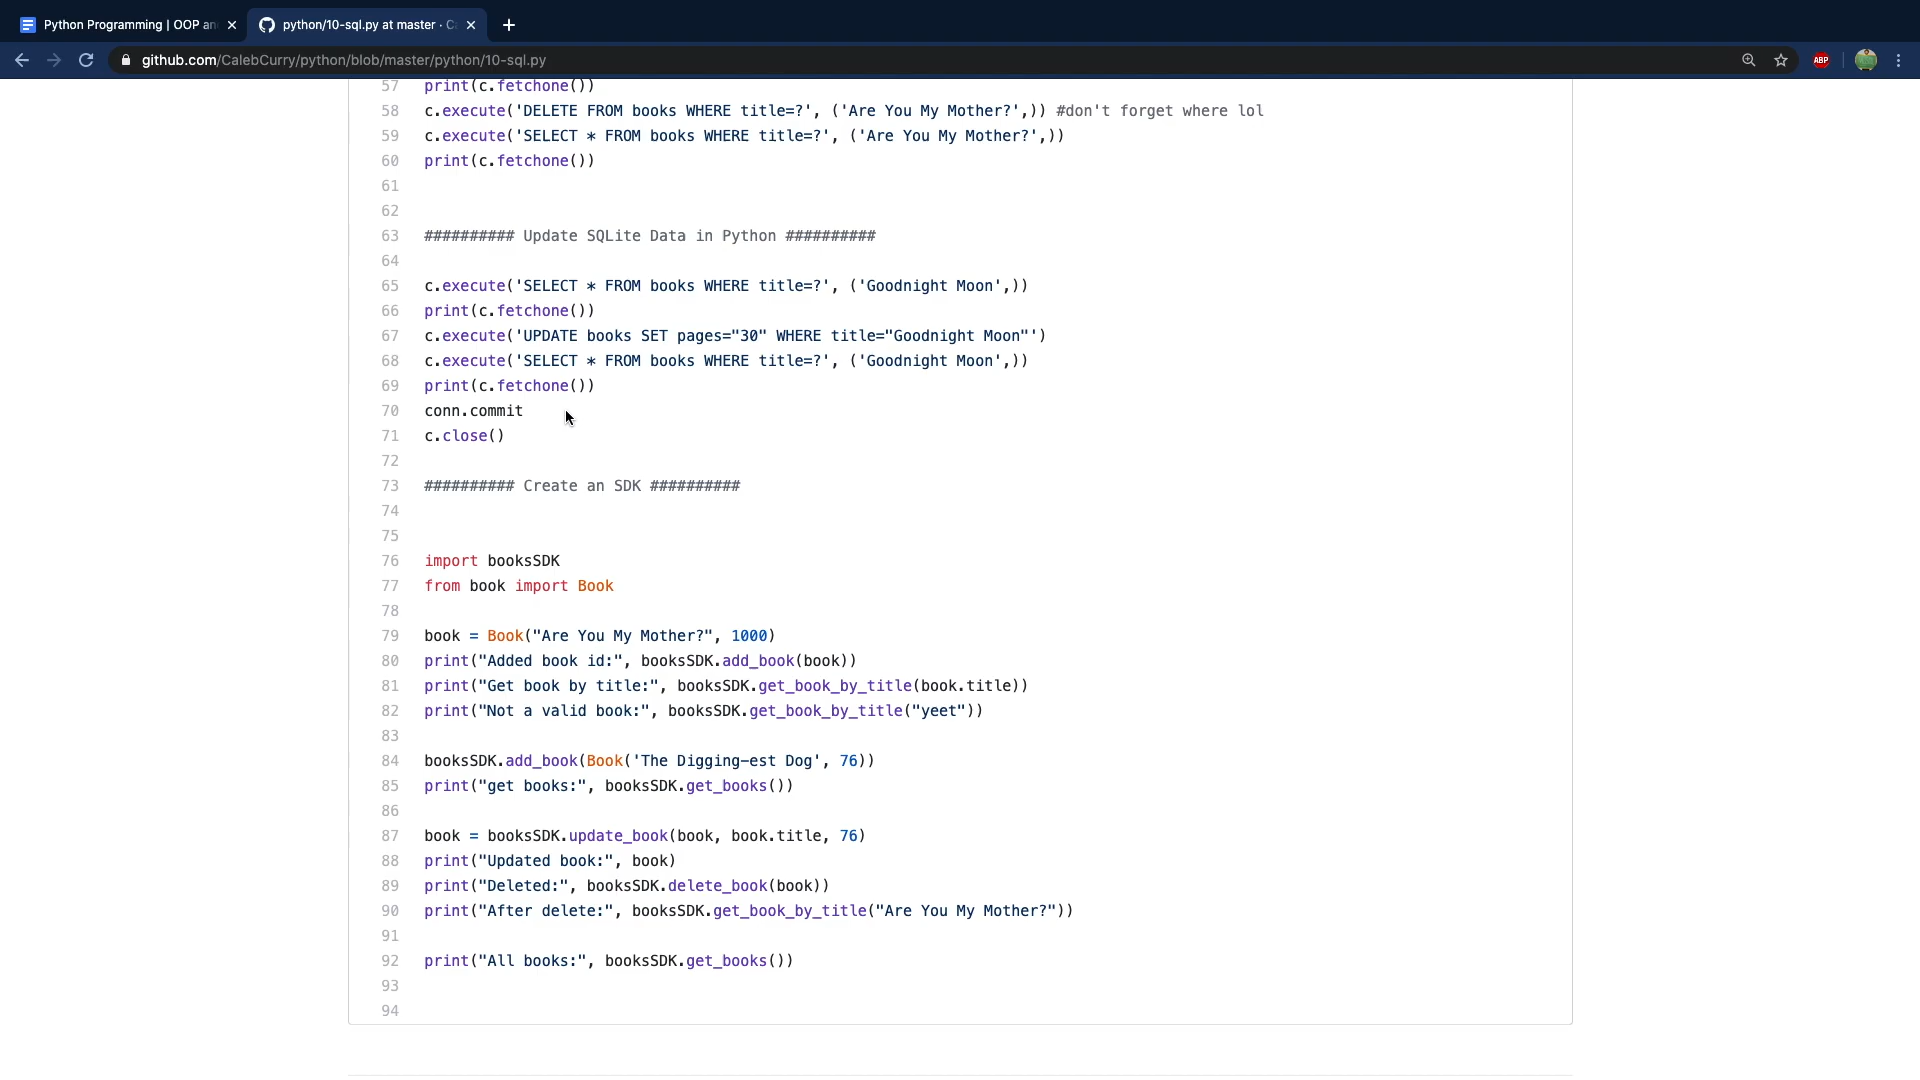 Python Programming | OOP an
python/10-sql.py at master · C
github.com/CalebCurry/python/blob/master/python/10-sql.py
ABP
57 print(c.fetchone())
58 c.execute('DELETE FROM books WHERE title=?', ('Are You My Mother?',)) #don't forget where lol
59 c.execute('SELECT * FROM books WHERE title=?', ('Are You My Mother?',))
60 print(c.fetchone())
61
62
63 ########## Update SQLite Data in Python ##########
64
65 c.execute('SELECT * FROM books WHERE title=?', ('Goodnight Moon',))
66 print(c.fetchone())
67 c.execute('UPDATE books SET pages="30" WHERE title="Goodnight Moon"')
68 c.execute('SELECT * FROM books WHERE title=?', ('Goodnight Moon',))
69 print(c.fetchone())
70 conn.commit
71 c.close()
72
73 ########## Create an SDK ##########
74
75
76 import booksSDK
77 from book import Book
78
79 book = Book("Are You My Mother?", 1000)
80 print("Added book id:", booksSDK.add_book(book))
81 print("Get book by title:", booksSDK.get_book_by_title(book.title))
82 print("Not a valid book:", booksSDK.get_book_by_title("yeet"))
83
84 booksSDK.add_book(Book('The Digging-est Dog', 76))
85 print("get books:", booksSDK.get_books())
86
87 book = booksSDK.update_book(book, book.title, 76)
88 print("Updated book:", book)
89 print("Deleted:", booksSDK.delete_book(book))
90 print("After delete:", booksSDK.get_book_by_title("Are You My Mother?"))
91
92 print("All books:", booksSDK.get_books())
93
94